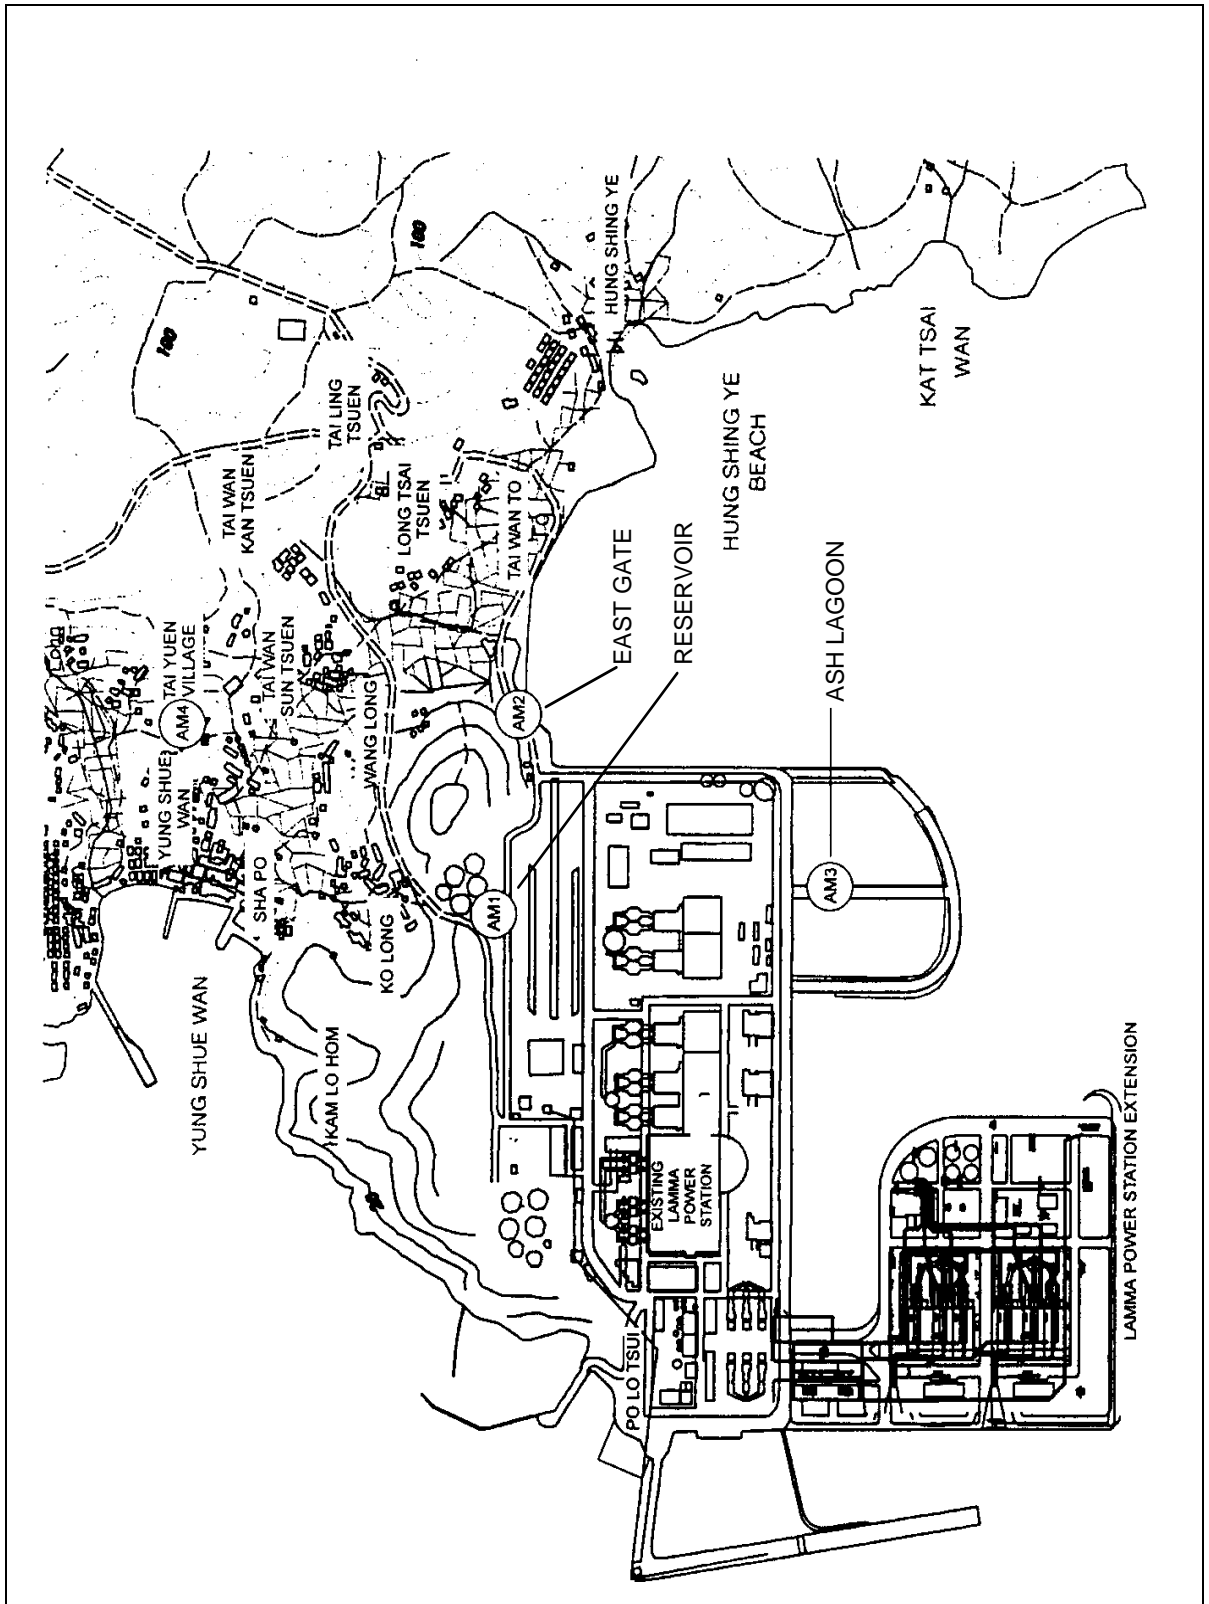 100
100
HUNG SHING YE
KAT TSAI
WAN
TAI LING
TSUEN
HUNG SHING YE
BEACH
TAI WAN
KAN TSUEN
LONG TSAI
TSUEN
TAI WAN TO
EAST GATE
RESERVOIR
ASH LAGOON
TAI YUEN
VILLAGE
TAI WAN
SUN TSUEN
AM4
AM2
WANG LONG
YUNG SHUE
WAN
SHA PO
AM1
AM3
KO LONG
YUNG SHUE WAN
KAM LO HOM
EXISTING
LAMMA
POWER
STATION
PO LO TSUI
LAMMA POWER STATION EXTENSION